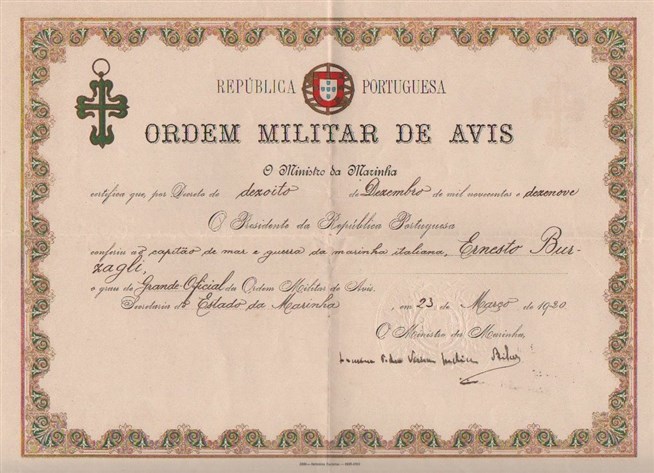 REPÚBLICA PORTUGUESA
ORDEM MILITAR DE AVIS
O Ministro da Marinha
certifica que, por Decreto de dezoito de Dezembro de mil novecentos e dezenove
O Presidente da República Portuguesa
conferiu ao capitão de mar e guerra da marinha italiana, Ernesto Bur-
zagli,
o grau de Grande-Oficial da Ordem Militar de Avis.
Secretaria de Estado da Marinha, em 23 de Março de 1920.
O Ministro da Marinha,